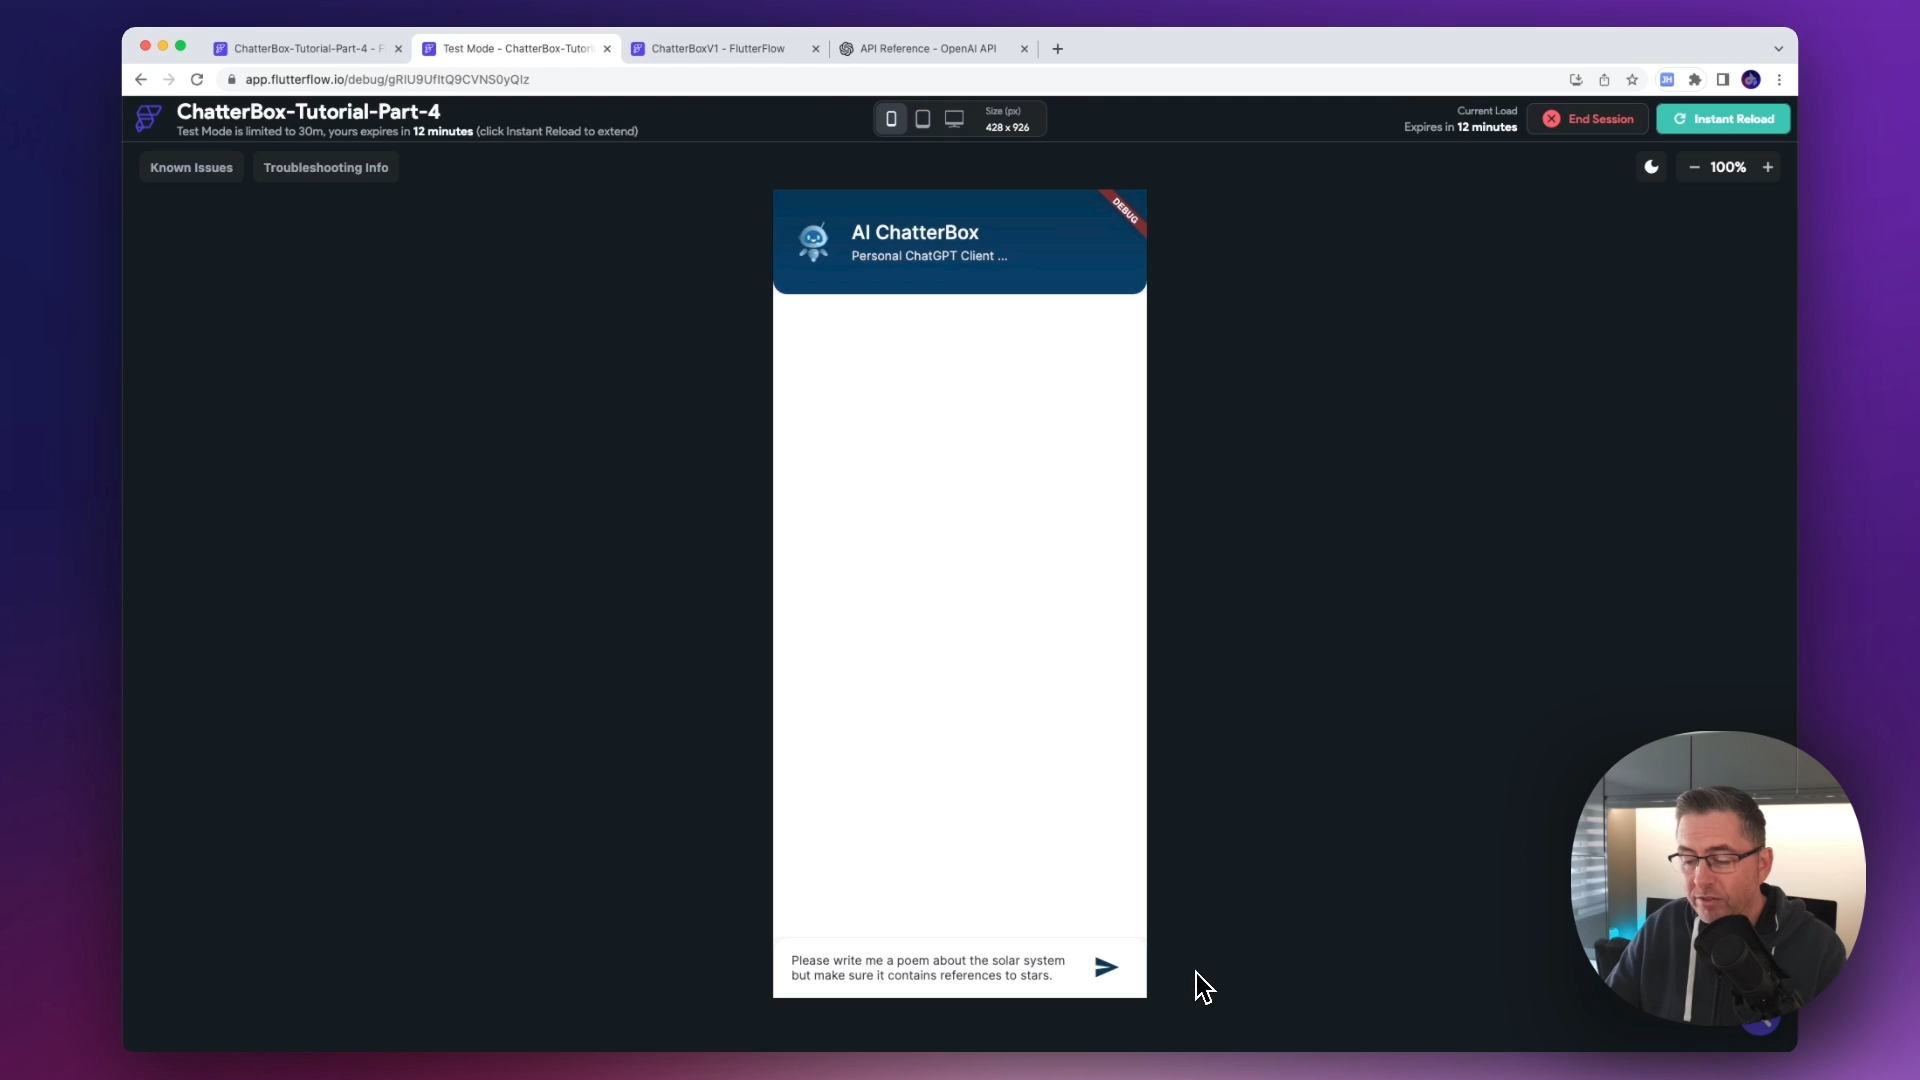 ChatterBox-Tutorial-Part-4 - F
Test Mode - ChatterBox-Tutori
ChatterBoxV1 - FlutterFlow
API Reference - OpenAI API
app.flutterflow.io/debug/gRlU9UfltQ9CVNS0yQIz
ChatterBox-Tutorial-Part-4
Test Mode is limited to 30m, yours expires in 12 minutes (click Instant Reload to extend)
Size (px)
428 x 926
Current Load
Expires in 12 minutes
End Session
Instant Reload
Known Issues
Troubleshooting Info
100%
DEBUG
AI ChatterBox
Personal ChatGPT Client ...
Please write me a poem about the solar system
but make sure it contains references to stars.
JH